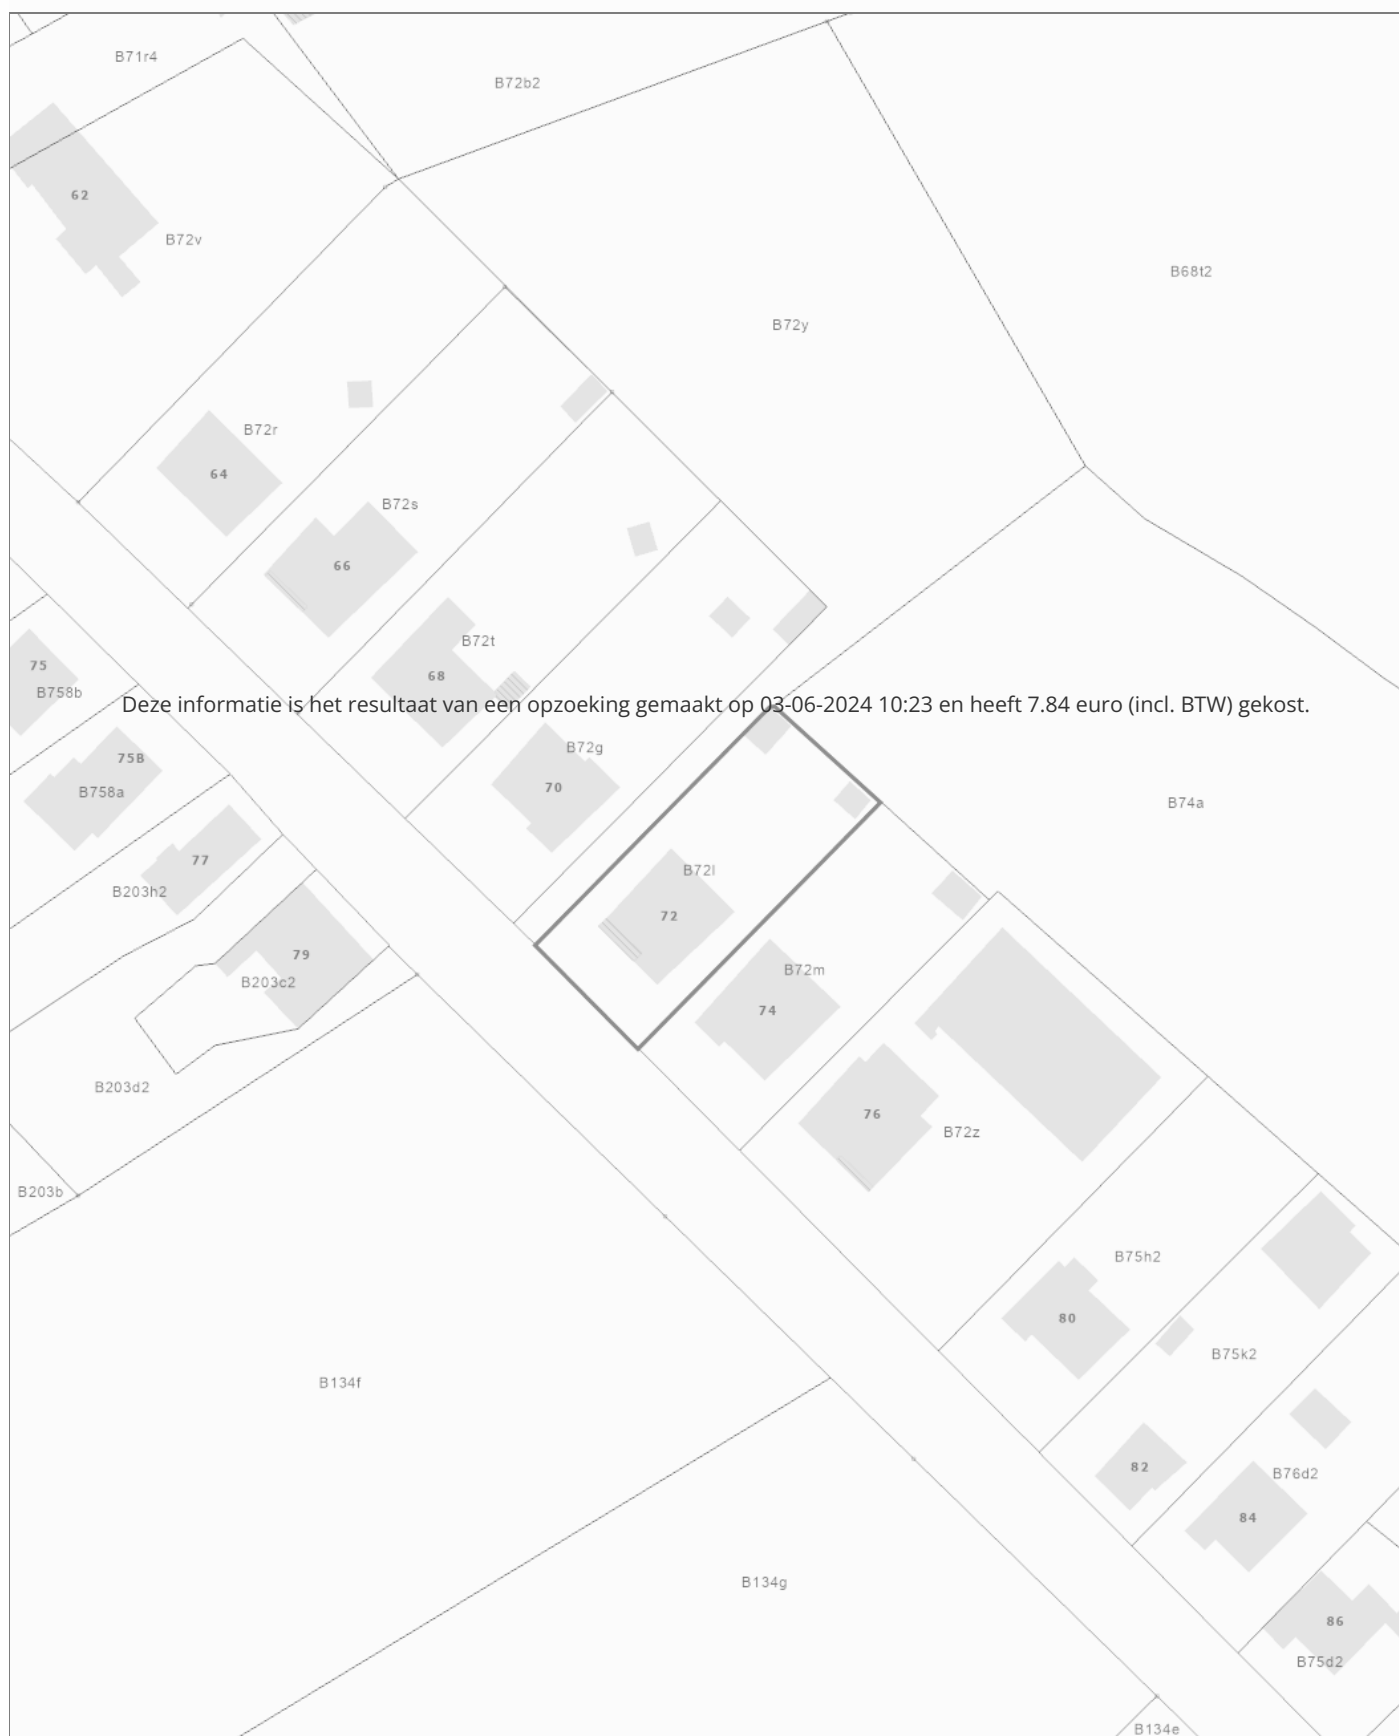 B71r4
B72b2
62
B72v
B68t2
B72y
B72r
64
B72s
66
B72t
75
68
B758b
Deze informatie is het resultaat van een opzoeking gemaakt op 03-06-2024 10:23 en heeft 7.84 euro (incl. BTW) gekost.
B72g
75B
70
B758a
B74a
77
B72l
B203h2
72
79
B72m
B203c2
74
B203d2
76
B72z
B203b
B75h2
80
B75k2
B134f
82
B76d2
84
B134g
86
B75d2
B134e